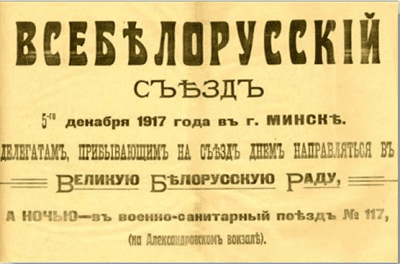 ВСЕБѢЛОРУССКІЙ
СЪѢЗДЪ
5-го декабря 1917 года въ г. МИНСКѢ.
ДЕЛЕГАТАМЪ, ПРИБЫВАЮЩИМЪ НА СЪѢЗДЪ ДНЕМЪ НАПРАВЛЯТЬСЯ ВЪ
ВЕЛИКУЮ БѢЛОРУССКУЮ РАДУ,
А НОЧЬЮ—въ военно-санитарный поѣздъ № 117,
(на Александровскомъ вокзалѣ).